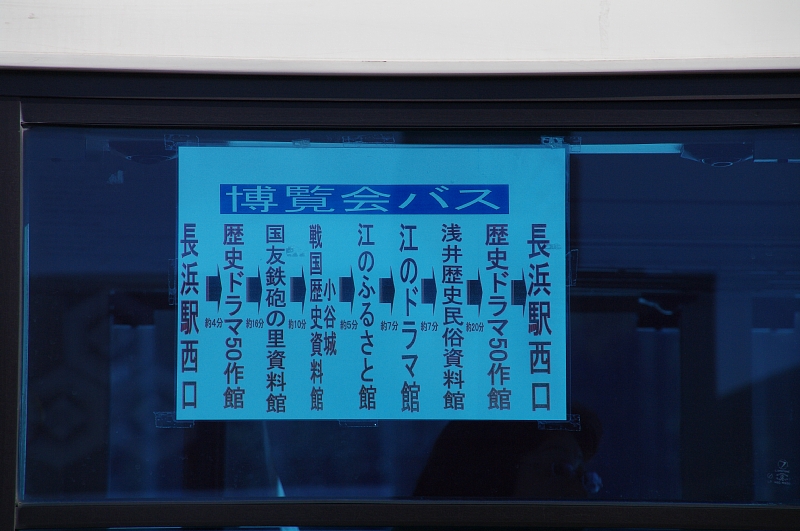 博覧会バス
長浜駅西口
約4分
歴史ドラマ50作館
約16分
国友鉄砲の里資料館
約10分
戦国歴史資料館
小谷城
約5分
江のふるさと館
約7分
江のドラマ館
約7分
浅井歴史民俗資料館
約20分
歴史ドラマ50作館
長浜駅西口